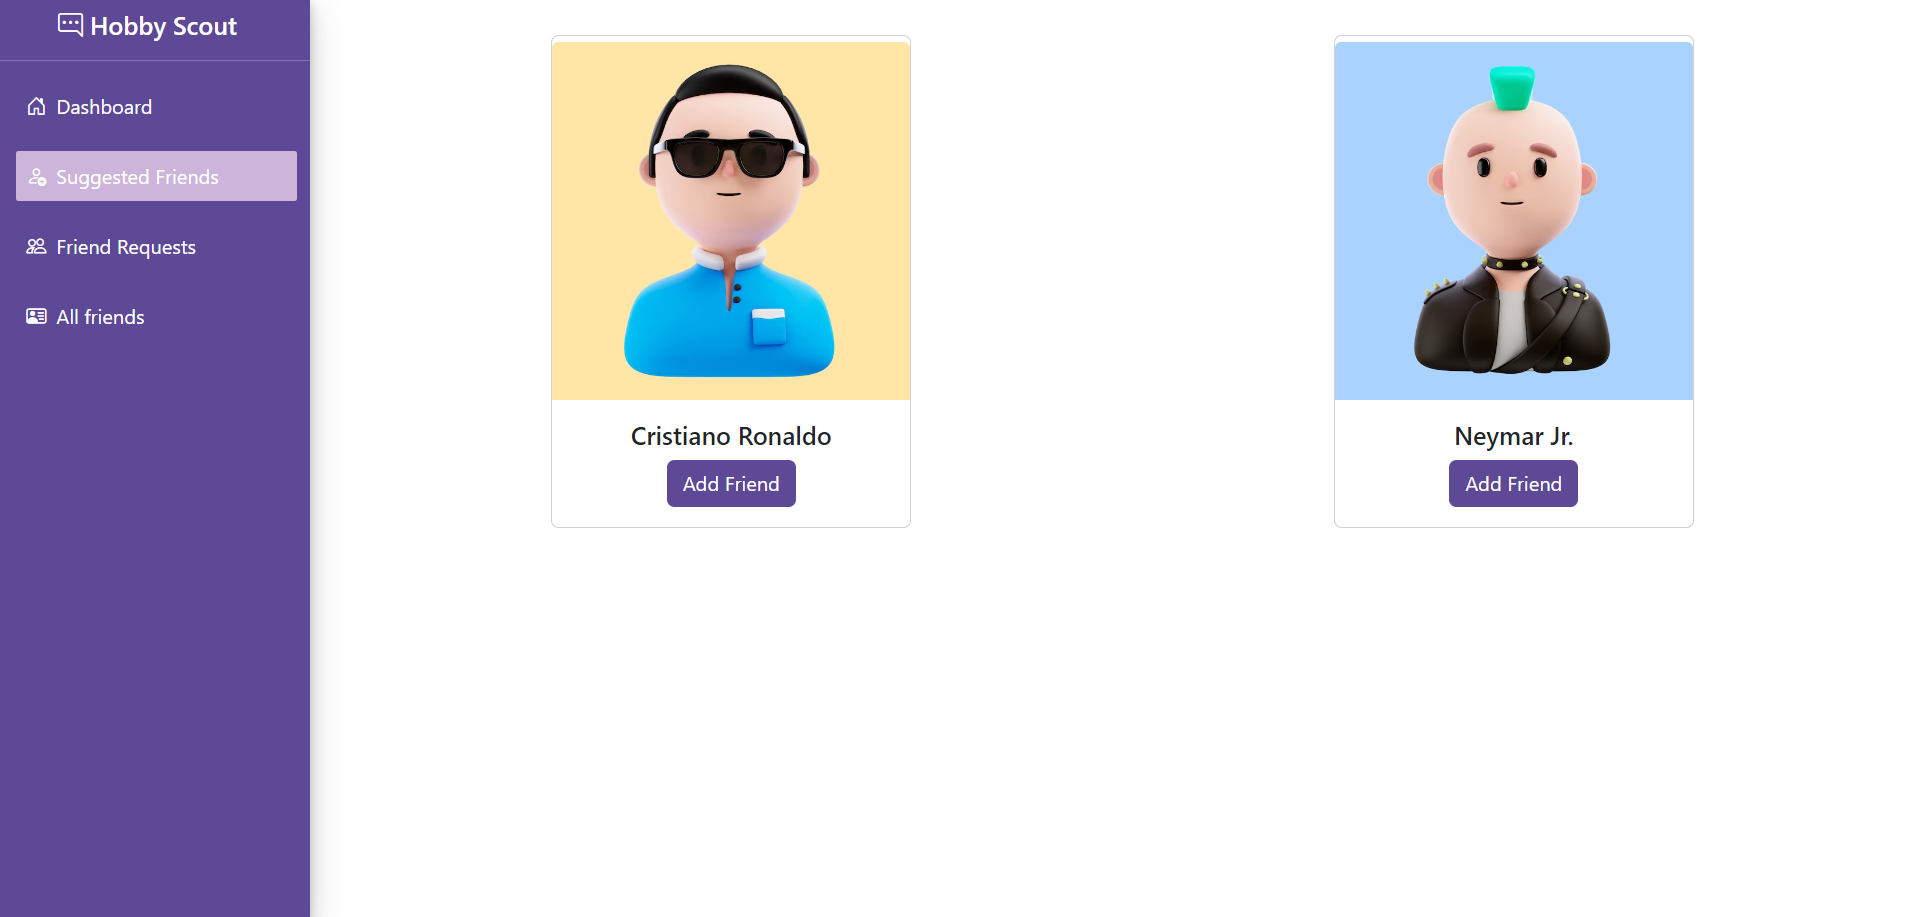 Hobby Scout
Dashboard
Suggested Friends
Friend Requests
All friends
Cristiano Ronaldo
Add Friend
Neymar Jr.
Add Friend